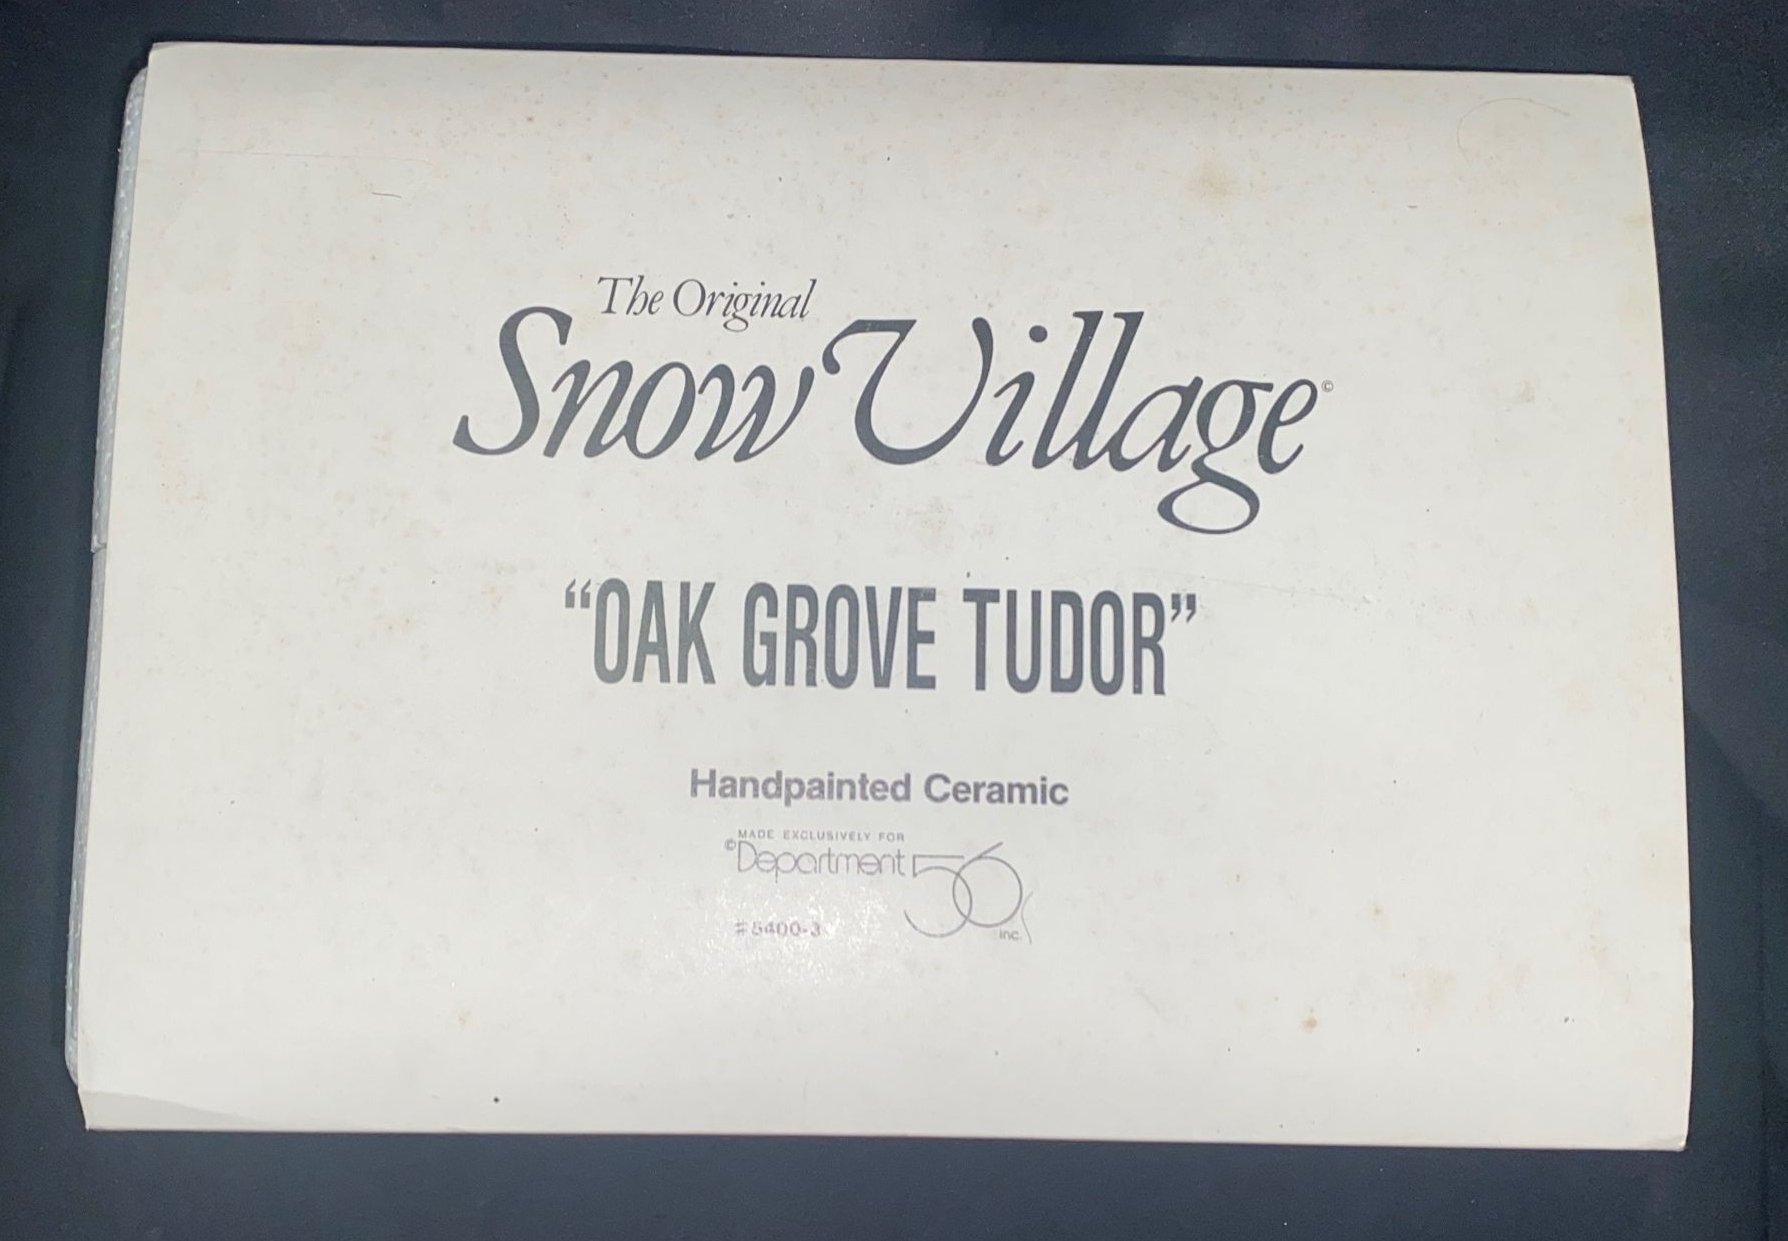 The Original
Snow Village©
“OAK GROVE TUDOR”
Handpainted Ceramic
MADE EXCLUSIVELY FOR
©Department 56
inc.
#5400-3